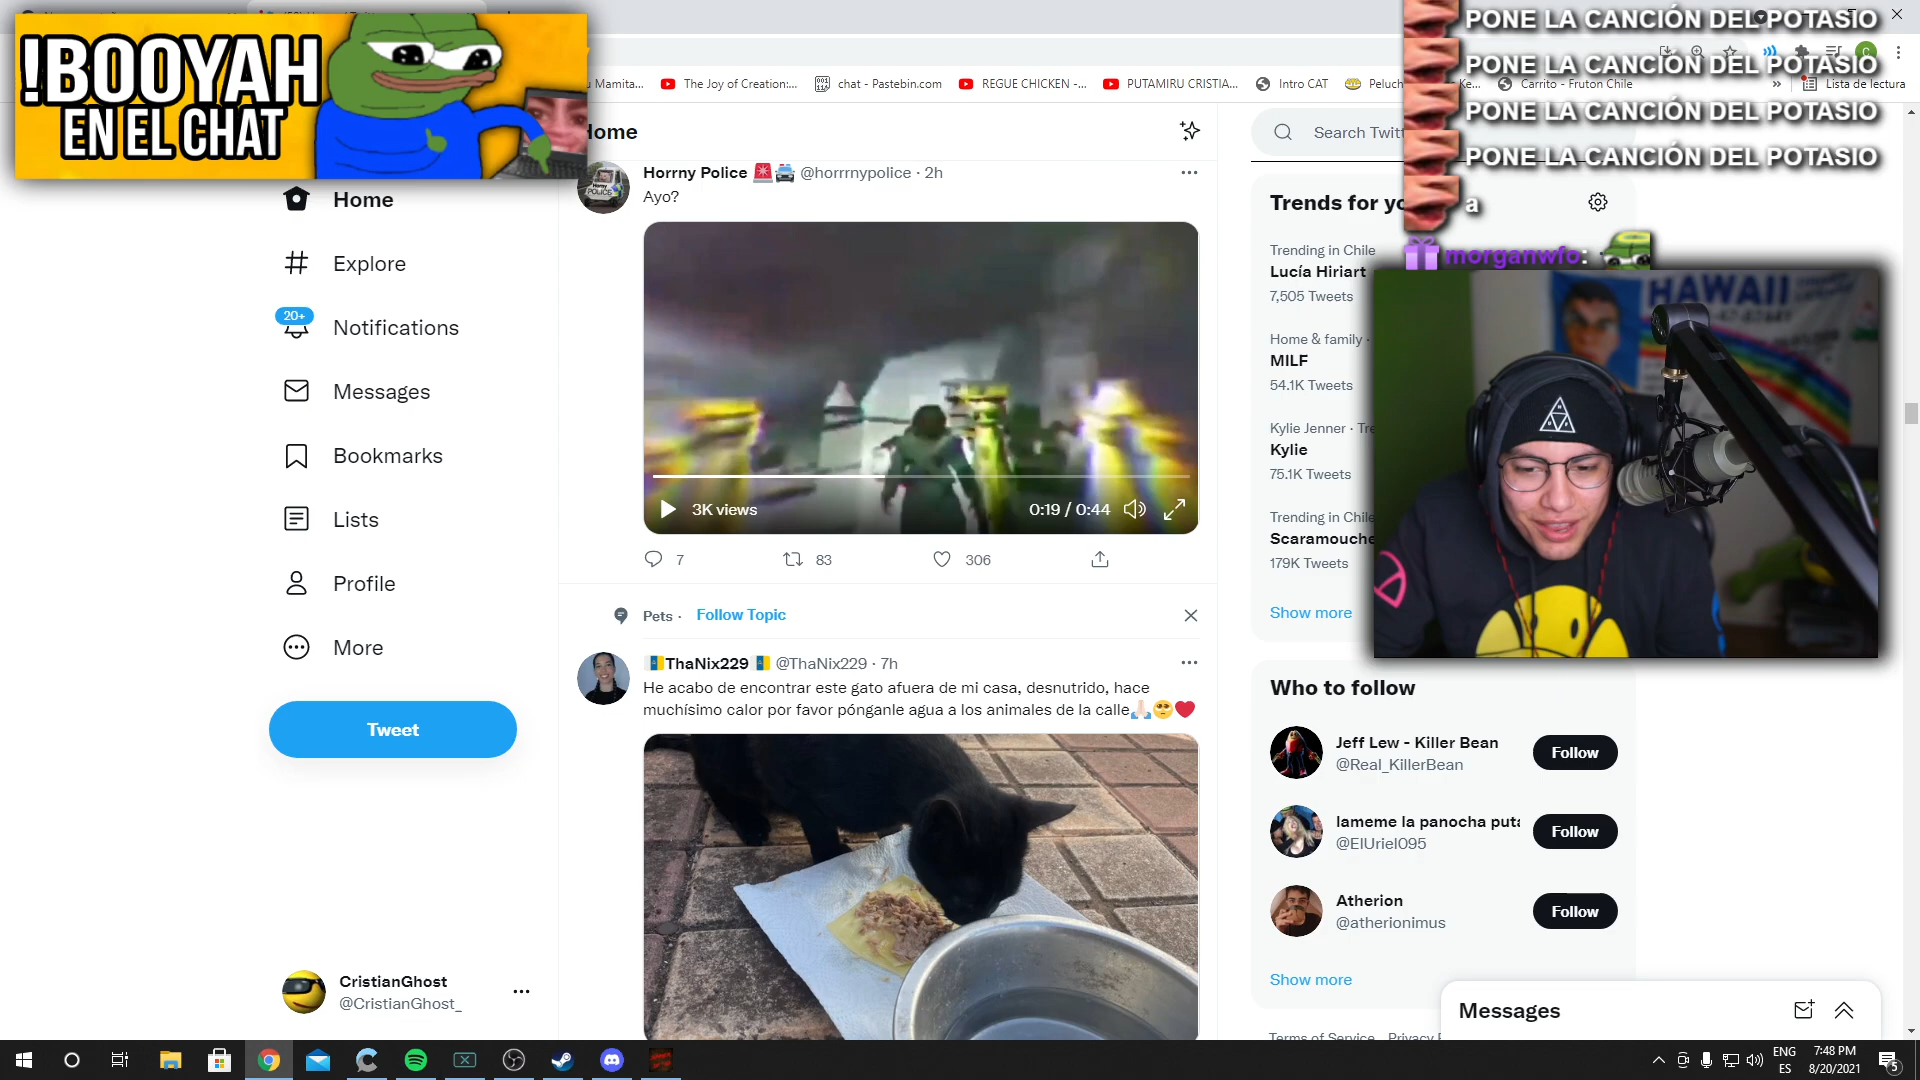 !BOOYAH
EN EL CHAT
PONE LA CANCIÓN DEL POTASIO
PONE LA CANCIÓN DEL POTASIO
PONE LA CANCIÓN DEL POTASIO
PONE LA CANCIÓN DEL POTASIO
a
morganwfo:
Mamita...
The Joy of Creation:...
chat - Pastebin.com
REGUE CHICKEN -...
PUTAMIRU CRISTIA...
Intro CAT
Peluch
Ke...
Carrito - Fruton Chile
»
Lista de lectura
Home
Search Twitt
Home
Explore
20+
Notifications
Messages
Bookmarks
Lists
Profile
More
Tweet
CristianGhost
@CristianGhost_
Horrny Police @horrrnypolice · 2h
Ayo?
POLICE
3K views
0:19 / 0:44
7
83
306
Pets · Follow Topic
ThaNix229 @ThaNix229 · 7h
He acabo de encontrar este gato afuera de mi casa, desnutrido, hace
muchísimo calor por favor pónganle agua a los animales de la calle
Trends for yo
Trending in Chile
Lucía Hiriart
7,505 Tweets
Home & family ·
MILF
54.1K Tweets
Kylie Jenner · Tre
Kylie
75.1K Tweets
Trending in Chile
Scaramouche
179K Tweets
Show more
HAWAII
Who to follow
Jeff Lew - Killer Bean
@Real_KillerBean
Follow
lameme la panocha puta
@ElUriel095
Follow
Atherion
@atherionimus
Follow
Show more
Terms of Service Privacy P
Messages
ENG
ES
7:48 PM
8/20/2021
5